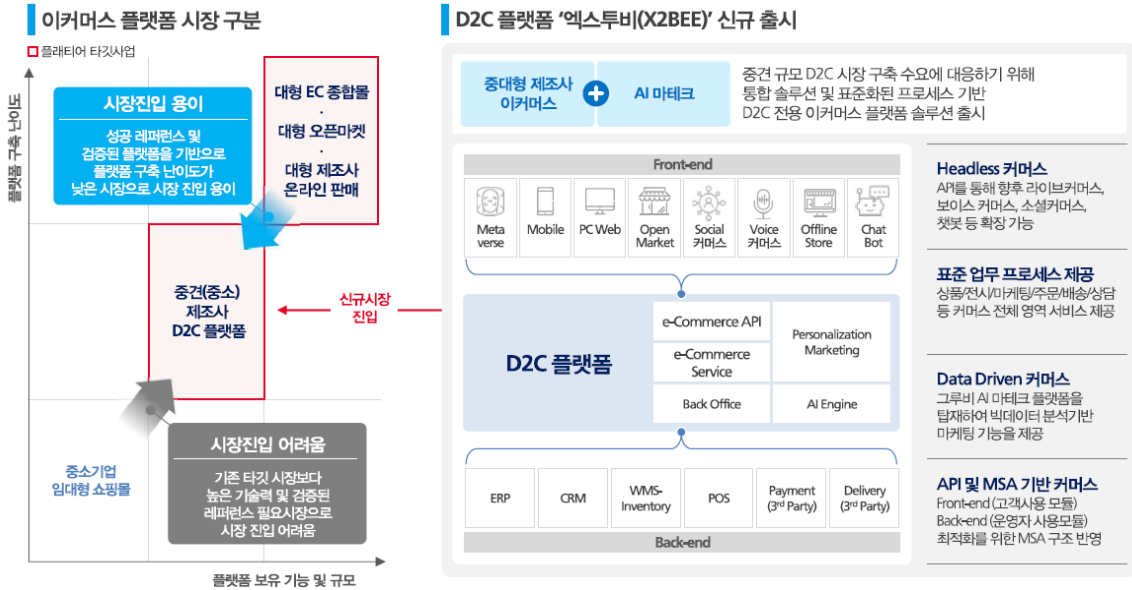 이커머스 플랫폼 시장 구분
플래티어 타깃사업
플랫폼 구축 난이도
시장진입 용이
성공 레퍼런스 및
검증된 플랫폼을 기반으로
플랫폼 구축 난이도가
낮은 시장으로 시장 진입 용이
대형 EC 종합몰
·
대형 오픈마켓
·
대형 제조사
온라인 판매
중견(중소)
제조사
D2C 플랫폼
신규시장
진입
시장진입 어려움
기존 타깃 시장보다
높은 기술력 및 검증된
레퍼런스 필요시장으로
시장 진입 어려움
중소기업
임대형 쇼핑몰
플랫폼 보유 기능 및 규모
D2C 플랫폼 ‘엑스투비(X2BEE)’ 신규 출시
중대형 제조사
이커머스
+
AI 마테크
중견 규모 D2C 시장 구축 수요에 대응하기 위해
통합 솔루션 및 표준화된 프로세스 기반
D2C 전용 이커머스 플랫폼 솔루션 출시
Front-end
Meta
verse
Mobile
PC Web
Open
Market
Social
커머스
Voice
커머스
Offline
Store
Chat
Bot
D2C 플랫폼
e-Commerce API
e-Commerce
Service
Back Office
Personalization
Marketing
AI Engine
ERP
CRM
WMS-
Inventory
POS
Payment
(3rd Party)
Delivery
(3rd Party)
Back-end
Headless 커머스
API를 통해 향후 라이브커머스,
보이스 커머스, 소셜커머스,
챗봇 등 확장 가능
표준 업무 프로세스 제공
상품/전시/마케팅/주문/배송/상담
등 커머스 전체 영역 서비스 제공
Data Driven 커머스
그루비 AI 마테크 플랫폼을
탑재하여 빅데이터 분석기반
마케팅 기능을 제공
API 및 MSA 기반 커머스
Front-end (고객사용 모듈)
Back-end (운영자 사용모듈)
최적화를 위한 MSA 구조 반영